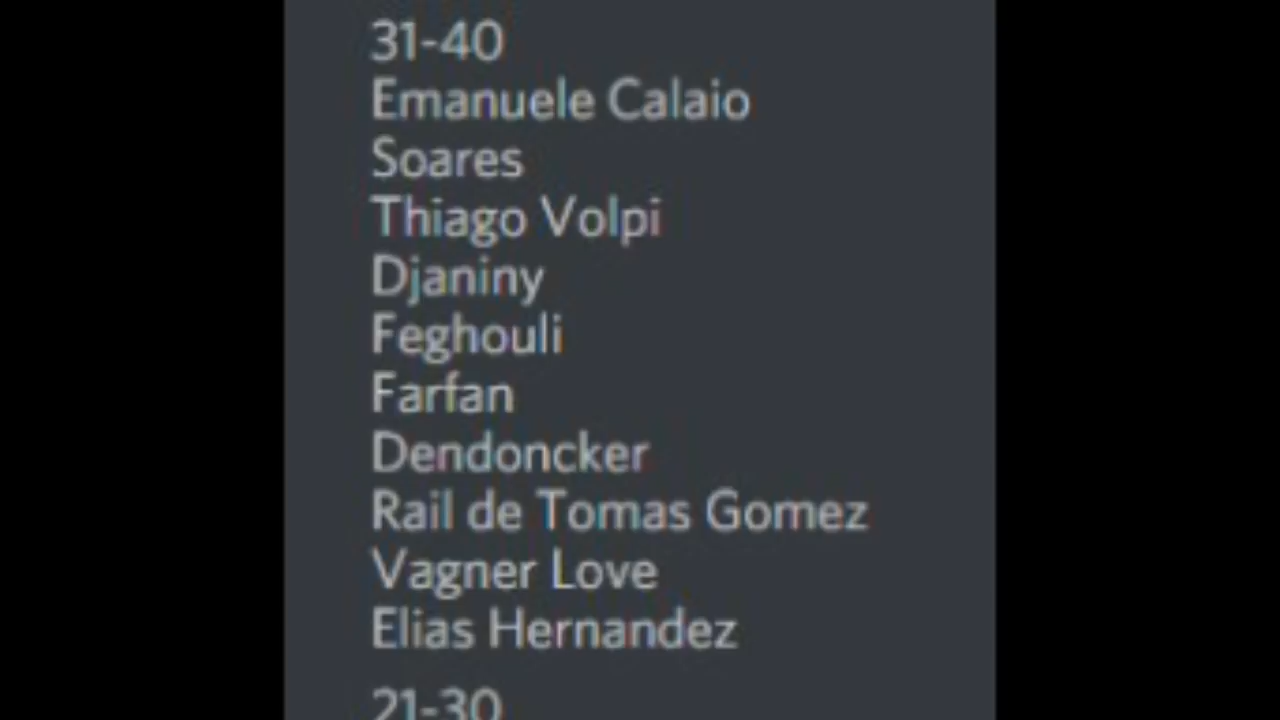 31-40
Emanuele Calaio
Soares
Thiago Volpi
Djaniny
Feghouli
Farfan
Dendoncker
Rail de Tomas Gomez
Vagner Love
Elias Hernandez
21-30